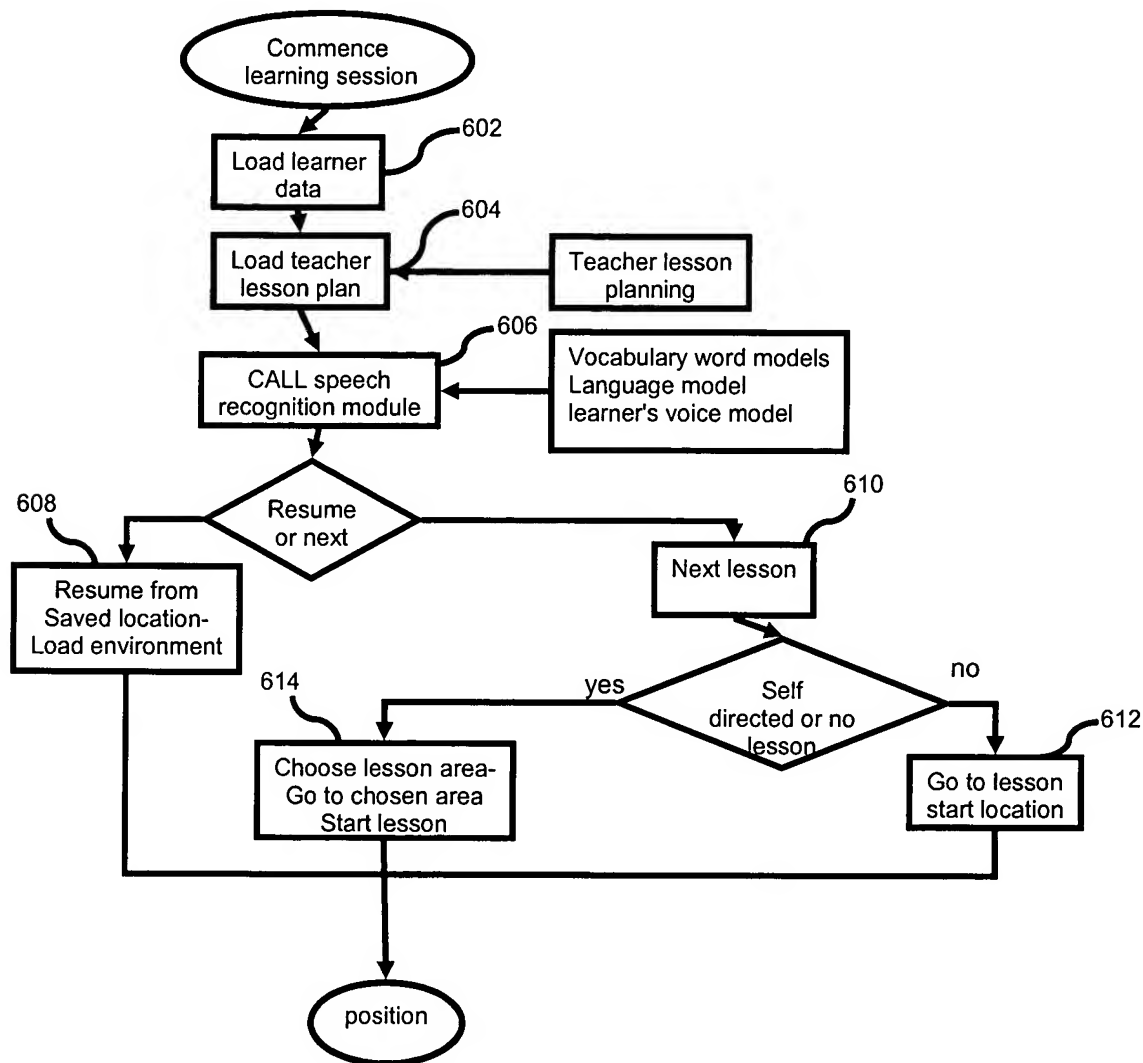 Commence
learning session
602
Load learner
data
604
Load teacher
lesson plan
Teacher lesson
planning
606
CALL speech
recognition module
Vocabulary word models
Language model
learner's voice model
608
Resume
or next
610
Resume from
Saved location-
Load environment
Next lesson
614
yes
Self
directed or no
lesson
no
612
Choose lesson area-
Go to chosen area
Start lesson
Go to lesson
start location
position